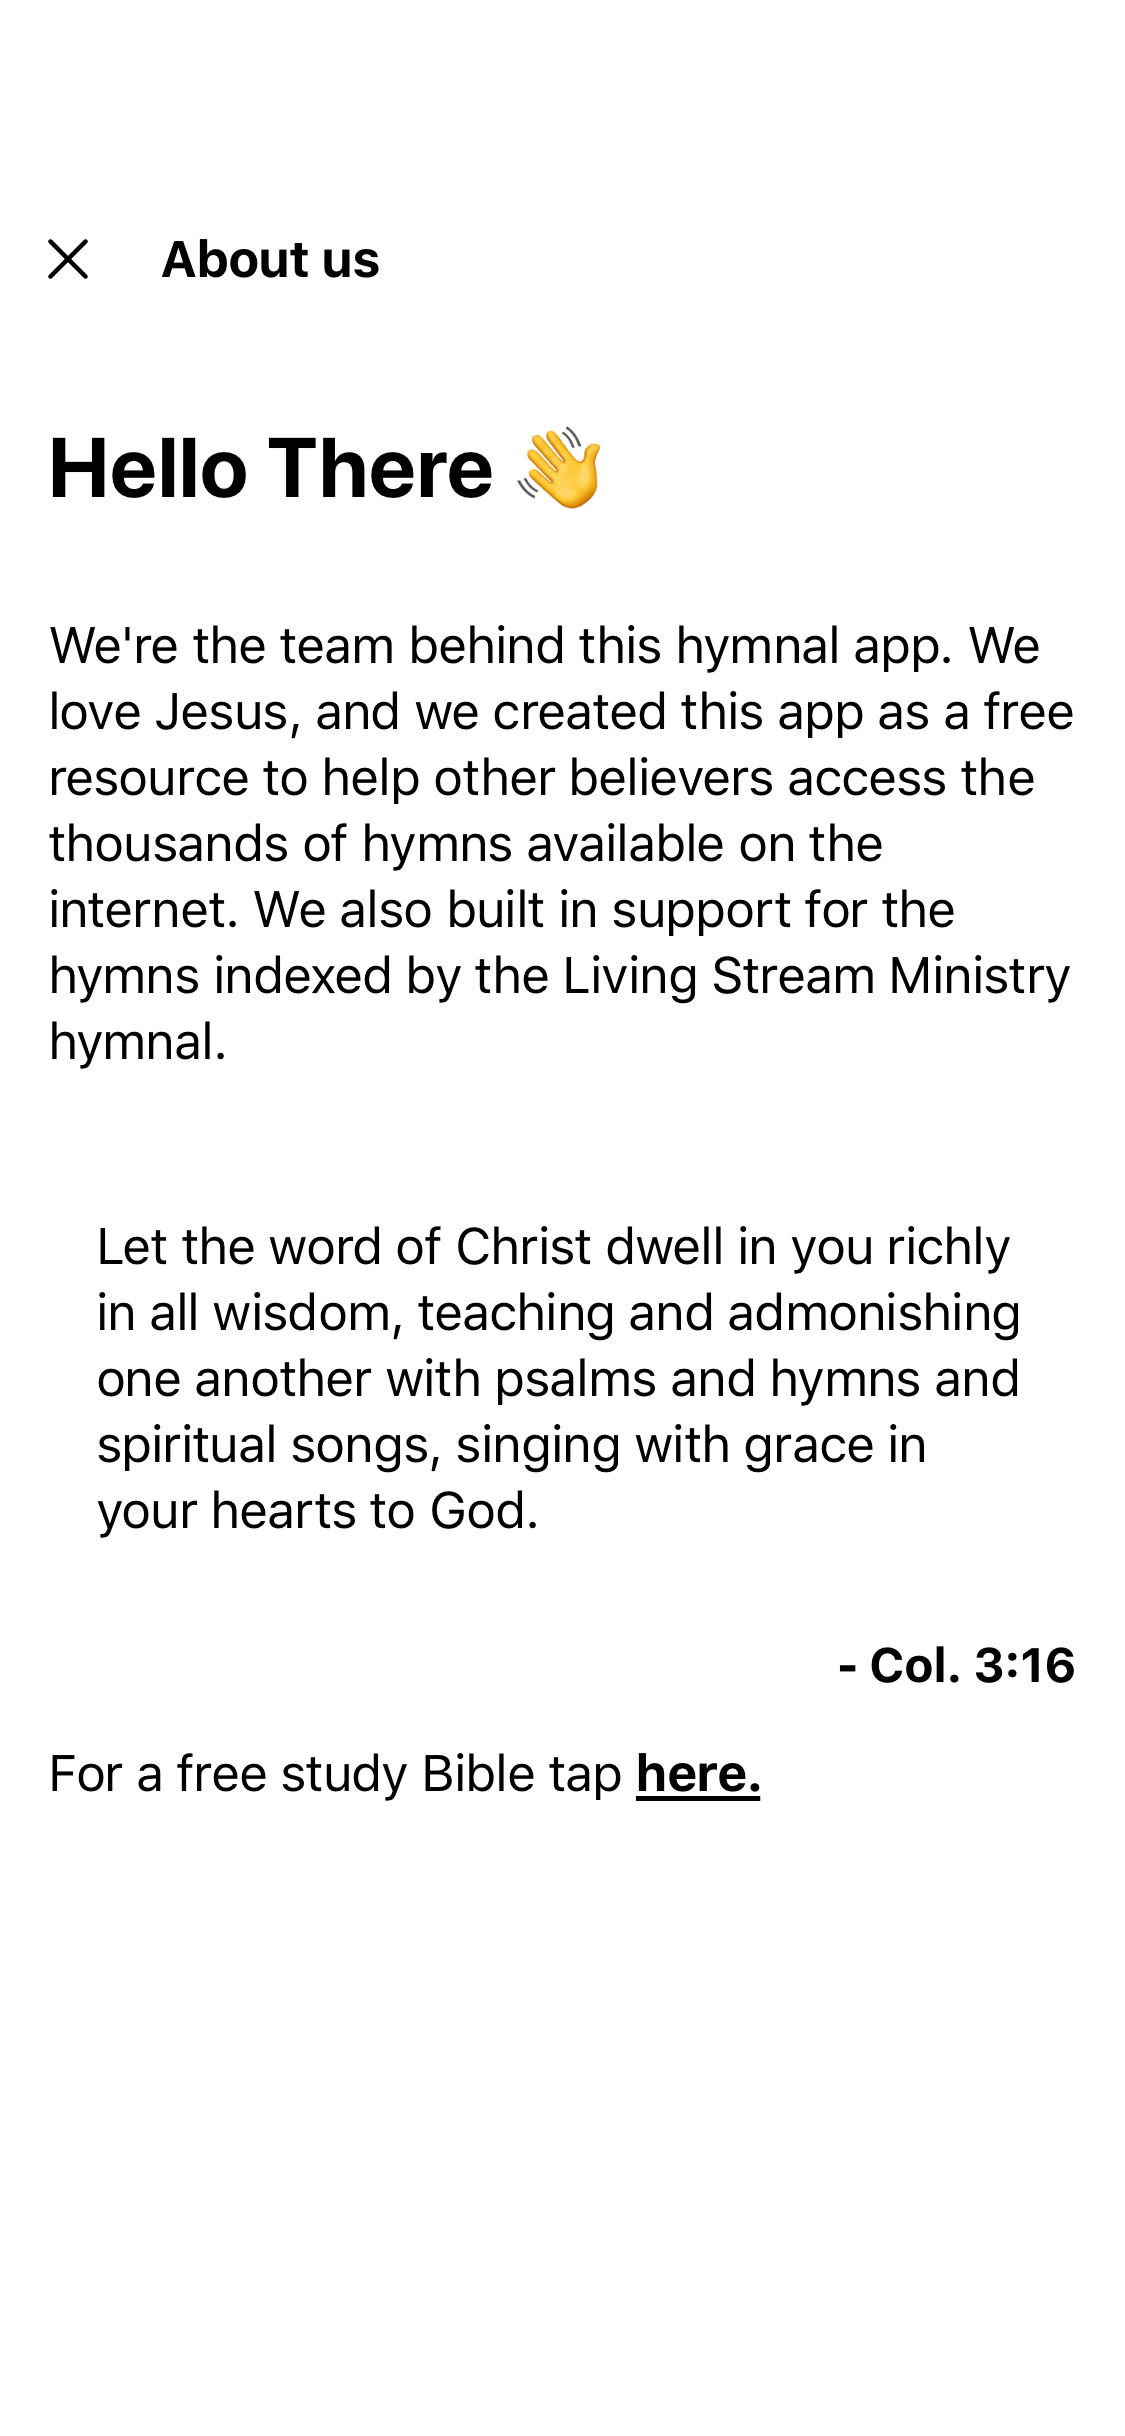 About us
Hello There 👋
We're the team behind this hymnal app. We
love Jesus, and we created this app as a free
resource to help other believers access the
thousands of hymns available on the
internet. We also built in support for the
hymns indexed by the Living Stream Ministry
hymnal.
Let the word of Christ dwell in you richly
in all wisdom, teaching and admonishing
one another with psalms and hymns and
spiritual songs, singing with grace in
your hearts to God.
- Col. 3:16
For a free study Bible tap here.